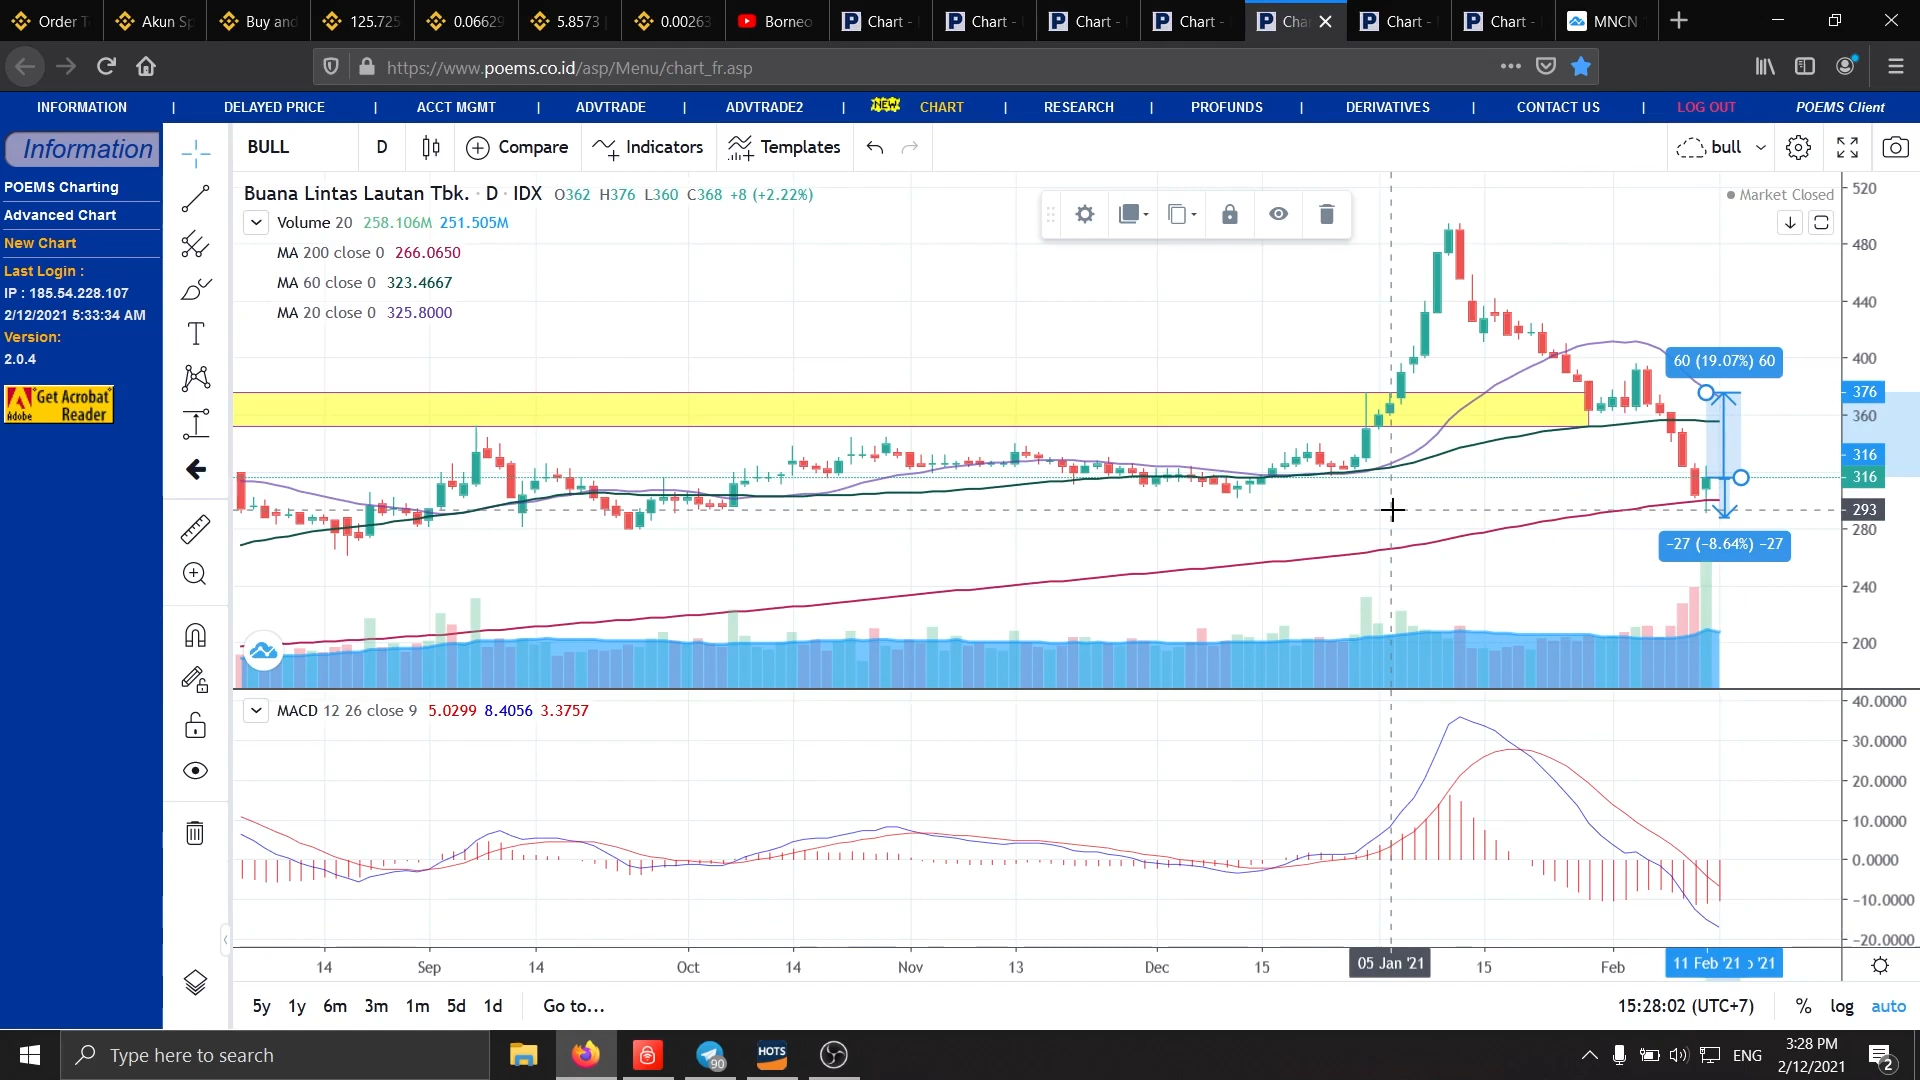 Order T
Akun Sp
Buy and
125.725
0.06629
5.8573
0.00263
Borneo
Chart -
Chart -
Chart -
Chart -
Cha
Chart -
Chart -
MNCN
https://www.poems.co.id/asp/Menu/chart_fr.asp
INFORMATION | DELAYED PRICE | ACCT MGMT | ADVTRADE | ADVTRADE2 | NEW CHART | RESEARCH | PROFUNDS | DERIVATIVES | CONTACT US | LOG OUT POEMS Client
Information
POEMS Charting
Advanced Chart
New Chart
Last Login :
IP : 185.54.228.107
2/12/2021 5:33:34 AM
Version:
2.0.4
Get Acrobat
Reader
Adobe
BULL D Compare Indicators Templates bull
Buana Lintas Lautan Tbk. · D · IDX O362 H376 L360 C368 +8 (+2.22%)
Market Closed
Volume 20 258.106M 251.505M
MA 200 close 0 266.0650
MA 60 close 0 323.4667
MA 20 close 0 325.8000
60 (19.07%) 60
−27 (−8.64%) −27
520
480
440
400
376
360
316
316
293
280
240
200
MACD 12 26 close 9 5.0299 8.4056 3.3757
40.0000
30.0000
20.0000
10.0000
0.0000
−10.0000
−20.0000
14 Sep 14 Oct 14 Nov 13 Dec 15 05 Jan '21 15 Feb 11 Feb '21
5y 1y 6m 3m 1m 5d 1d Go to... 15:28:02 (UTC+7) % log auto
Type here to search
90
HOTS
ENG
3:28 PM
2/12/2021
2